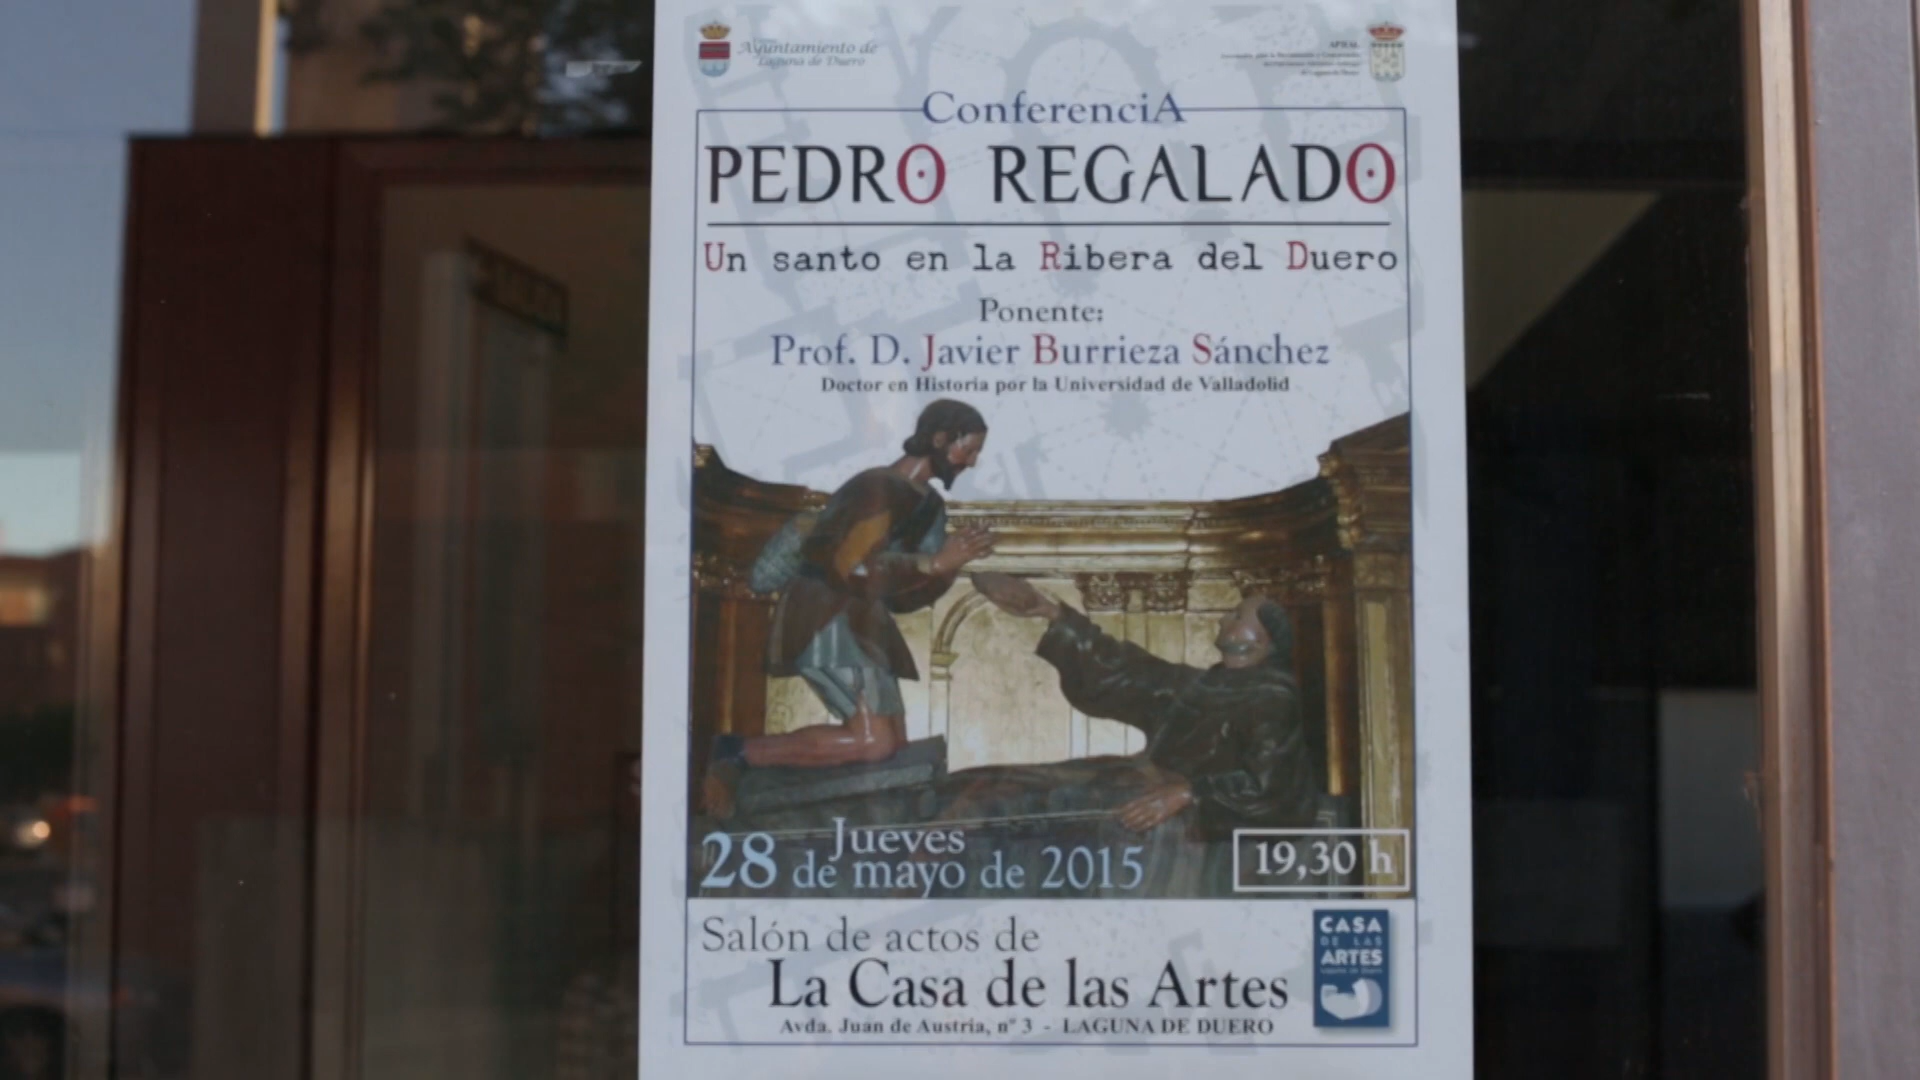 Ayuntamiento de
Laguna de Duero
ConferenciA
PEDRO REGALADO
Un santo en la Ribera del Duero
Ponente:
Prof. D. Javier Burrieza Sánchez
Doctor en Historia por la Universidad de Valladolid
Jueves
28 de mayo de 2015
19,30 h
Salón de actos de
La Casa de las Artes
Avda. Juan de Austria, nº 3 - LAGUNA DE DUERO
CASA
DE LAS
ARTES
Laguna de Duero